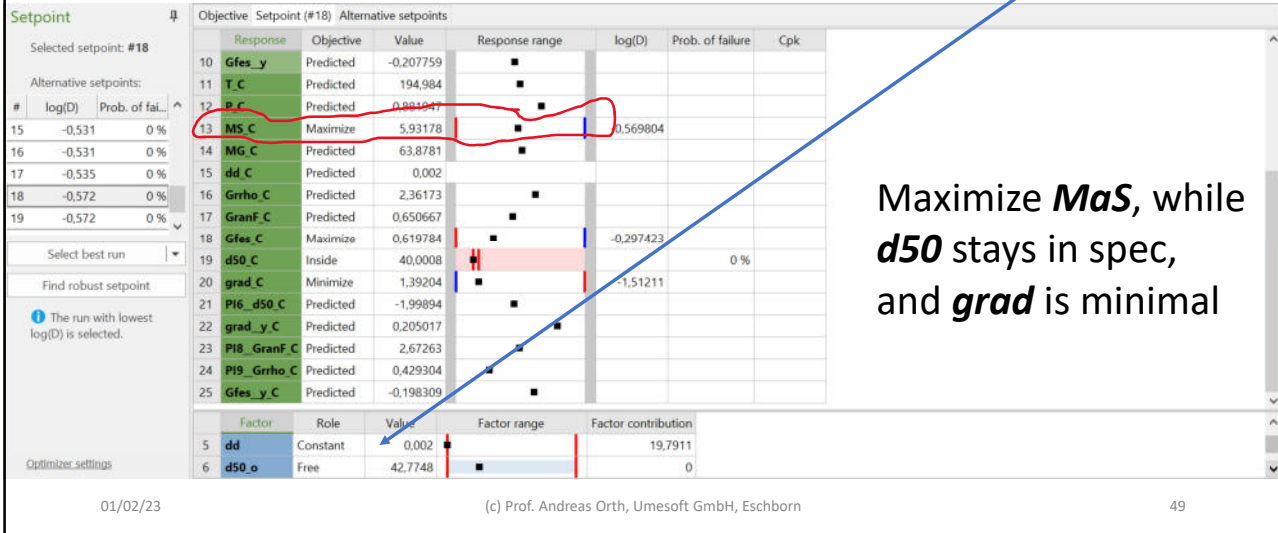 Setpoint
Selected setpoint: #18
Alternative setpoints:
# log(D) Prob. of fai...
15 -0,531 0 %
16 -0,531 0 %
17 -0,535 0 %
18 -0,572 0 %
19 -0,572 0 %
Select best run
Find robust setpoint
The run with lowest
log(D) is selected.
Optimizer settings
Objective Setpoint (#18) Alternative setpoints
Response Objective Value Response range log(D) Prob. of failure Cpk
10 Gfes_y Predicted -0,207759
11 T_C Predicted 194,984
12 P_C Predicted 0,881947
13 MS_C Maximize 5,93178 -0,569804
14 MG_C Predicted 63,8781
15 dd_C Predicted 0,002
16 Grrho_C Predicted 2,36173
17 GranF_C Predicted 0,650667
18 Gfes_C Maximize 0,619784 -0,297423
19 d50_C Inside 40,0008 0 %
20 grad_C Minimize 1,39204 -1,51211
21 PI6_d50_C Predicted -1,99894
22 grad_y_C Predicted 0,205017
23 PI8_GranF_C Predicted 2,67263
24 PI9_Grrho_C Predicted 0,429304
25 Gfes_y_C Predicted -0,198309
Factor Role Value Factor range Factor contribution
5 dd Constant 0,002 19,7911
6 d50_o Free 42,7748 0
Maximize MaS, while
d50 stays in spec,
and grad is minimal
01/02/23 (c) Prof. Andreas Orth, Umesoft GmbH, Eschborn 49